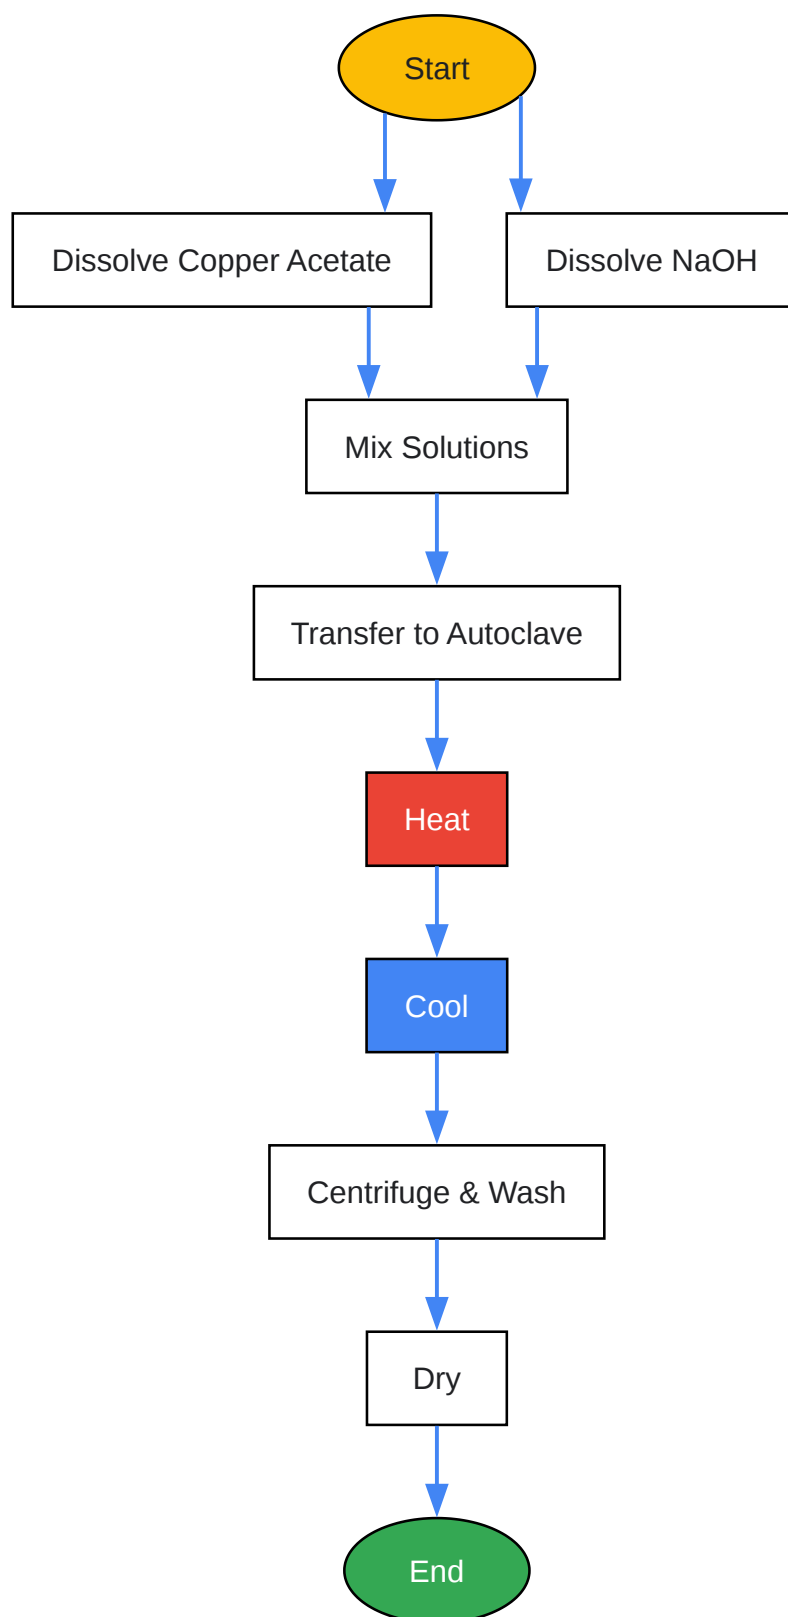 Start
Dissolve Copper Acetate
Dissolve NaOH
Mix Solutions
Transfer to Autoclave
Heat
Cool
Centrifuge & Wash
Dry
End